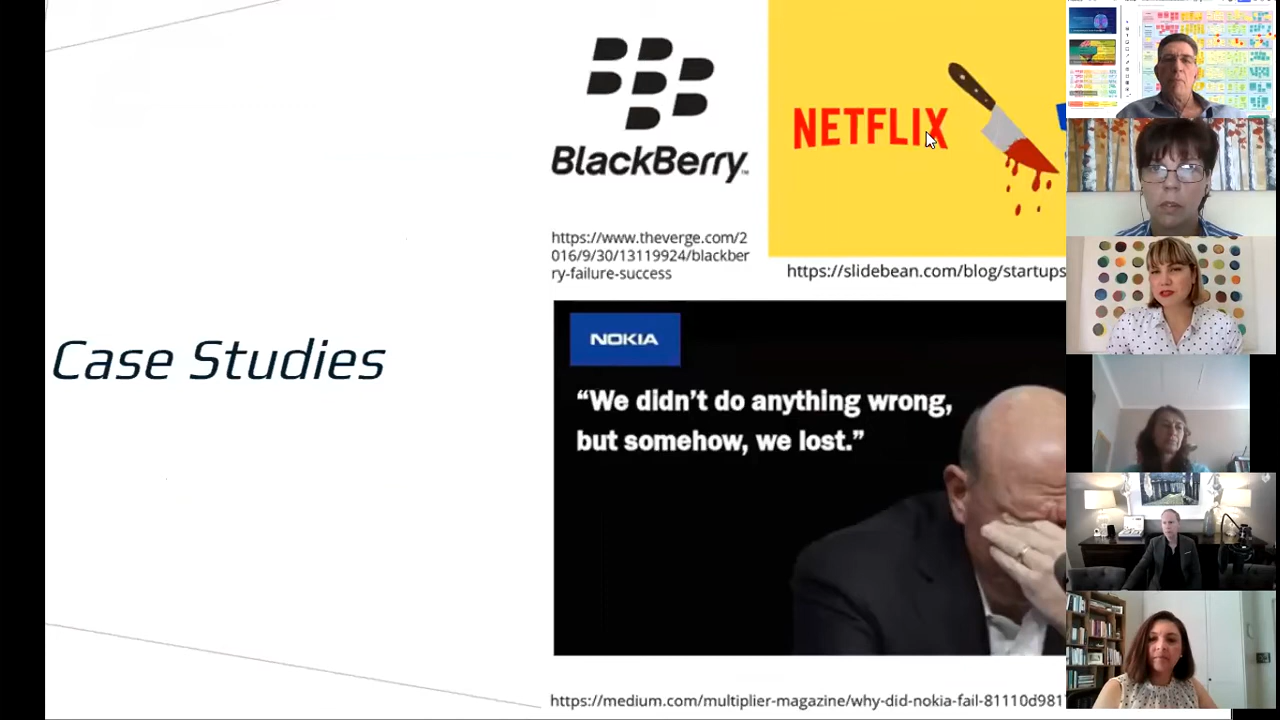 Case Studies
BlackBerry™
https://www.theverge.com/2
016/9/30/13119924/blackber
ry-failure-success
NETFLIX
https://slidebean.com/blog/startups
NOKIA
“We didn’t do anything wrong,
but somehow, we lost.”
https://medium.com/multiplier-magazine/why-did-nokia-fail-81110d981